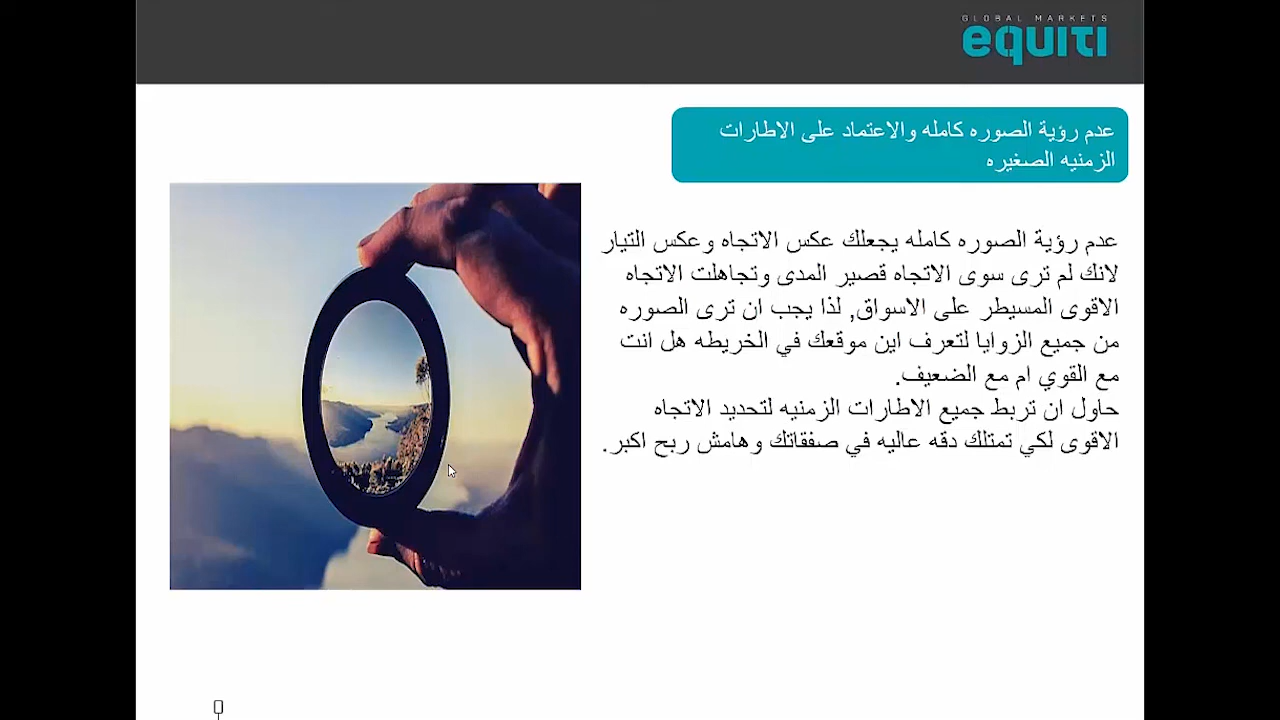 GLOBAL MARKETS
equiti
عدم رؤية الصوره كامله والاعتماد على الاطارات
الزمنيه الصغيره
عدم رؤية الصوره كامله يجعلك عكس الاتجاه وعكس التيار
لانك لم ترى سوى الاتجاه قصير المدى وتجاهلت الاتجاه
الاقوى المسيطر على الاسواق, لذا يجب ان ترى الصوره
من جميع الزوايا لتعرف اين موقعك في الخريطه هل انت
مع القوي ام مع الضعيف.
حاول ان تربط جميع الاطارات الزمنيه لتحديد الاتجاه
الاقوى لكي تمتلك دقه عاليه في صفقاتك وهامش ربح اكبر.